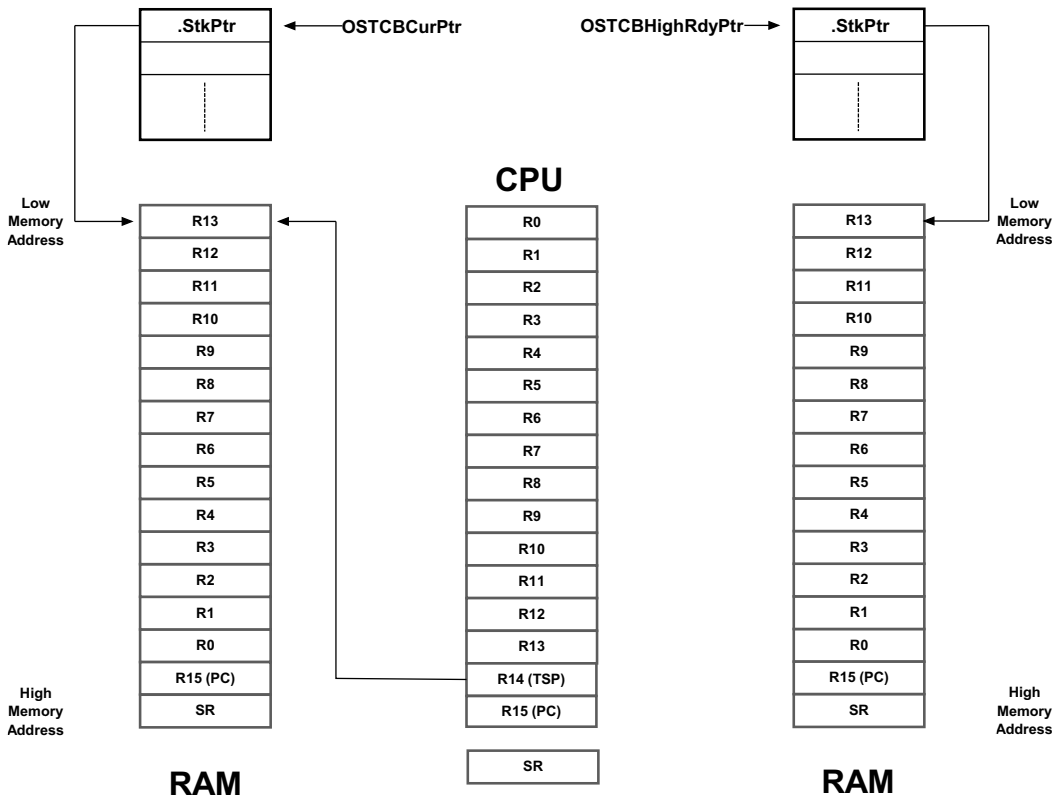 .StkPtr
OSTCBCurPtr
OSTCBHighRdyPtr
.StkPtr
CPU
Low
Memory
Address
R13
R12
R11
R10
R9
R8
R7
R6
R5
R4
R3
R2
R1
R0
R15 (PC)
SR
High
Memory
Address
RAM
R0
R1
R2
R3
R4
R5
R6
R7
R8
R9
R10
R11
R12
R13
R14 (TSP)
R15 (PC)
SR
Low
Memory
Address
R13
R12
R11
R10
R9
R8
R7
R6
R5
R4
R3
R2
R1
R0
R15 (PC)
SR
High
Memory
Address
RAM